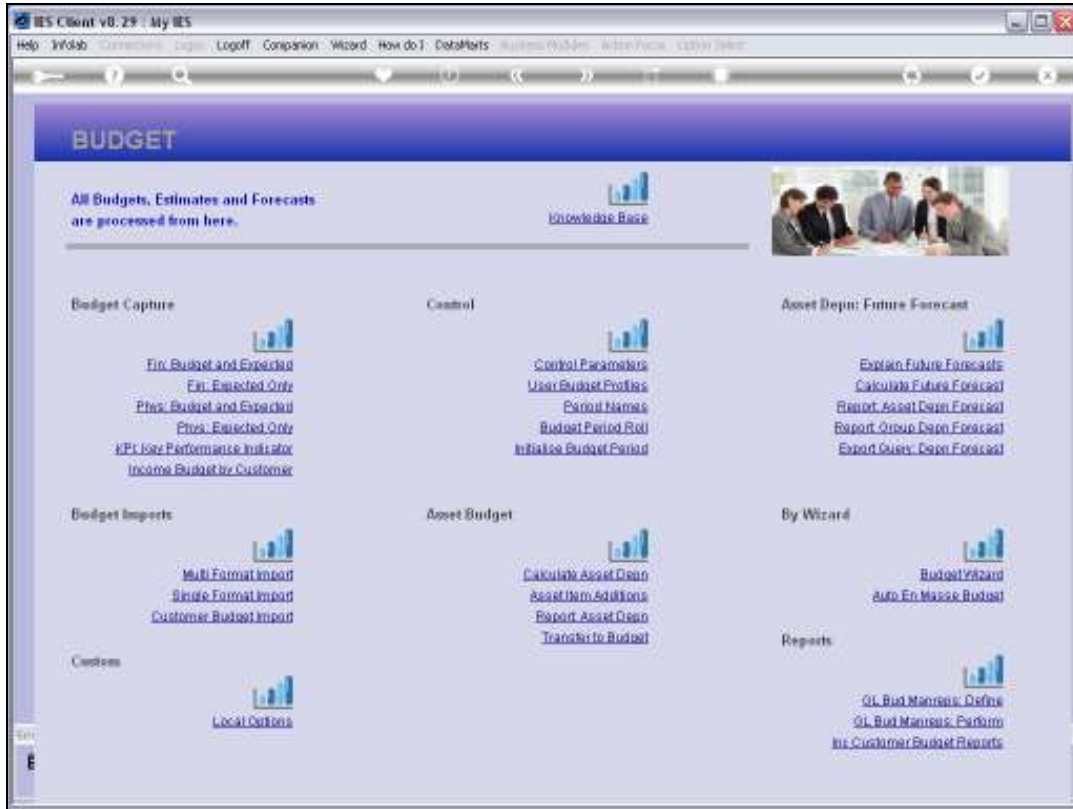 IES Client v8.29 : My IES
Help Infolab Logoff Companion Wizard How do I DataMarts
BUDGET
All Budgets, Estimates and Forecasts
are processed from here.
Knowledge Base
Budget Capture
Fin: Budget and Expected
Fin: Expected Only
Phys: Budget and Expected
Phys: Expected Only
KPI: Key Performance Indicator
Income Budget by Customer
Control
Control Parameters
User Budget Profiles
Period Names
Budget Period Roll
Initialise Budget Period
Asset Depn: Future Forecast
Explain Future Forecasts
Calculate Future Forecast
Report: Asset Depn Forecast
Report: Group Depn Forecast
Export Query: Depn Forecast
Budget Imports
Multi Format Import
Single Format Import
Customer Budget Import
Asset Budget
Calculate Asset Depn
Asset Item Additions
Report Asset Depn
Transfer to Budget
By Wizard
Budget Wizard
Auto En Masse Budget
Custom
Local Options
Reports
GL Bud Manreps: Define
GL Bud Manreps: Perform
Inc Customer Budget Reports